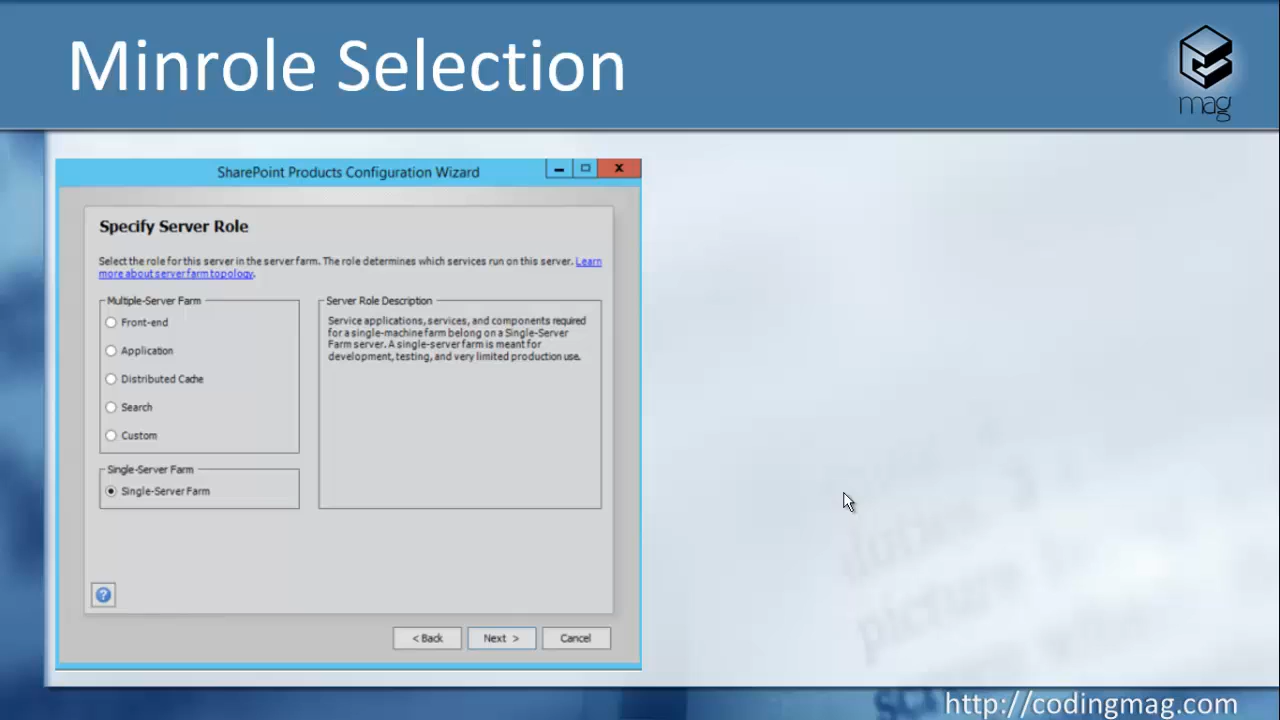 Minrole Selection
mag
SharePoint Products Configuration Wizard
Specify Server Role
Select the role for this server in the server farm. The role determines which services run on this server. Learn
more about server farm topology.
Multiple-Server Farm
Front-end
Application
Distributed Cache
Search
Custom
Single-Server Farm
Single-Server Farm
Server Role Description
Service applications, services, and components required
for a single-machine farm belong on a Single-Server
Farm server. A single-server farm is meant for
development, testing, and very limited production use.
?
< Back
Next >
Cancel
http://codingmag.com